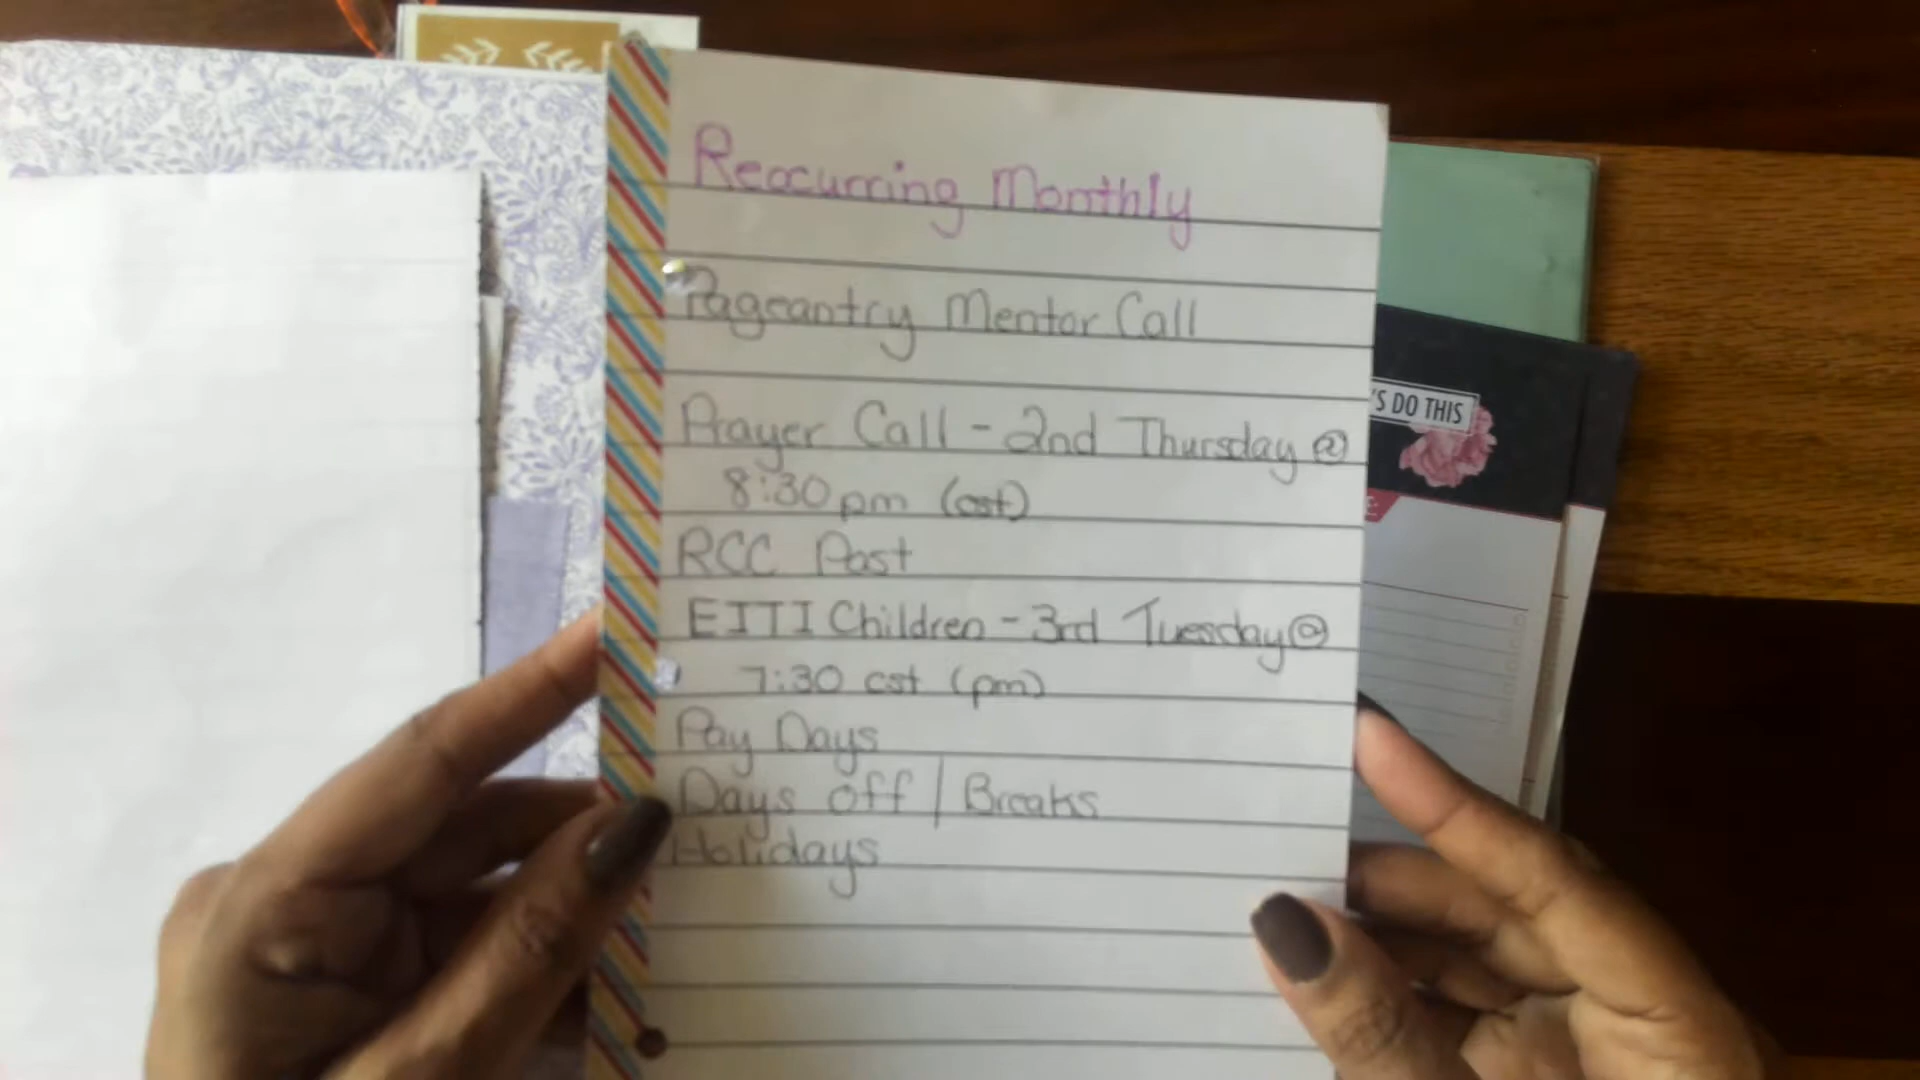 Reocurring Monthly
Pageantry Mentor Call
Prayer Call - 2nd Thursday @
8:30 pm (cst)
RCC Post
EITI Children - 3rd Tuesday @
7:30 cst (pm)
Pay Days
Days off / Breaks
Holidays
'S DO THIS